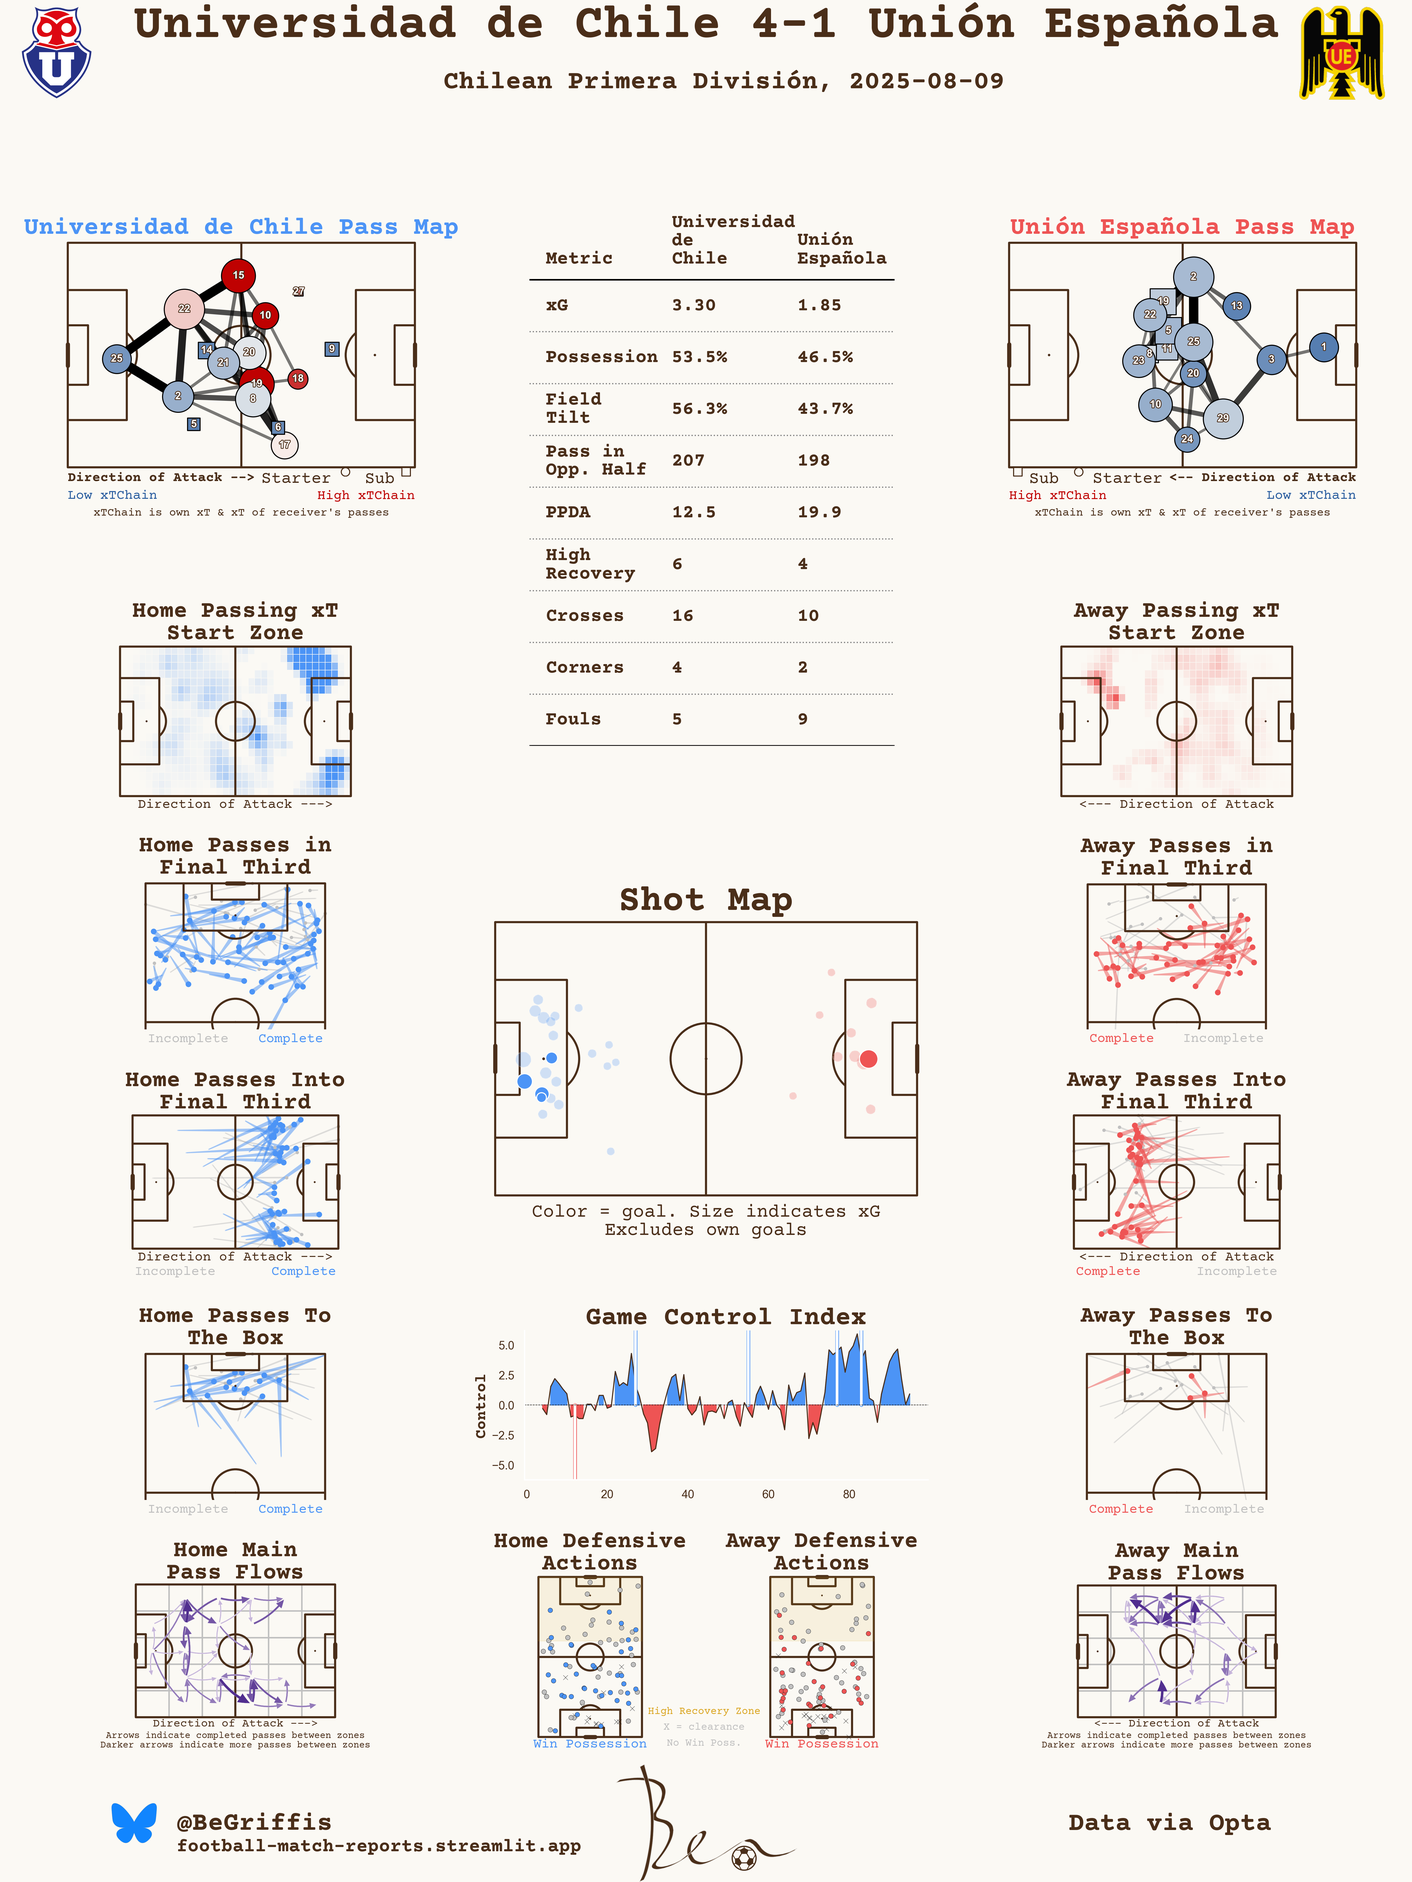 Universidad de Chile 4-1 Unión Española
Chilean Primera División, 2025-08-09
U
UE
Universidad de Chile Pass Map
15
27
22
10
14
20
9
25
21
18
19
2
8
5
6
17
Direction of Attack --> Starter Sub
Low xTChain High xTChain
xTChain is own xT & xT of receiver's passes
Metric Universidad de Chile Unión Española
xG 3.30 1.85
Possession 53.5% 46.5%
Field Tilt 56.3% 43.7%
Pass in Opp. Half 207 198
PPDA 12.5 19.9
High Recovery 6 4
Crosses 16 10
Corners 4 2
Fouls 5 9
Unión Española Pass Map
2
19
13
22
5
25
11
1
8
23
3
20
10
29
24
Sub Starter <-- Direction of Attack
High xTChain Low xTChain
xTChain is own xT & xT of receiver's passes
Home Passing xT
Start Zone
Direction of Attack --->
Away Passing xT
Start Zone
<--- Direction of Attack
Home Passes in
Final Third
Incomplete Complete
Away Passes in
Final Third
Complete Incomplete
Shot Map
Color = goal. Size indicates xG
Excludes own goals
Home Passes Into
Final Third
Direction of Attack --->
Incomplete Complete
Away Passes Into
Final Third
<--- Direction of Attack
Complete Incomplete
Home Passes To
The Box
Incomplete Complete
Game Control Index
Control
5.0
2.5
0.0
−2.5
−5.0
0 20 40 60 80
Away Passes To
The Box
Complete Incomplete
Home Main
Pass Flows
Direction of Attack --->
Arrows indicate completed passes between zones
Darker arrows indicate more passes between zones
Home Defensive
Actions
Win Possession
High Recovery Zone
X = clearance
No Win Poss.
Away Defensive
Actions
Win Possession
Away Main
Pass Flows
<--- Direction of Attack
Arrows indicate completed passes between zones
Darker arrows indicate more passes between zones
@BeGriffis
football-match-reports.streamlit.app
Ben
Data via Opta